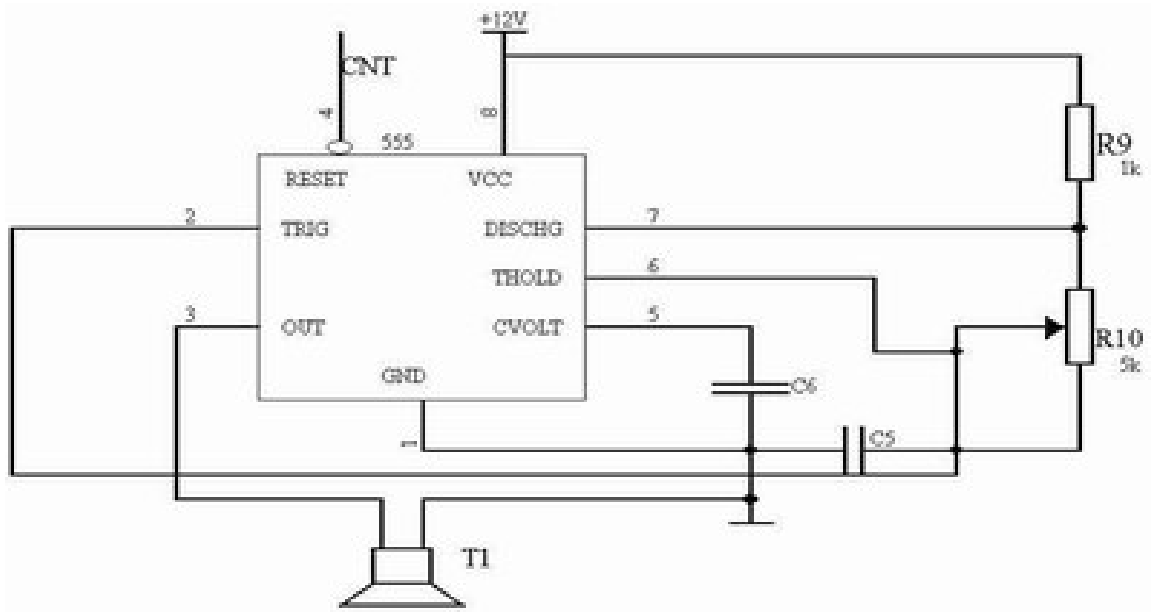 +12V
CNT
4
8
555
R9
1k
RESET
VCC
2
TRIG
DISCHG
7
THOLD
6
3
OUT
CVOLT
5
R10
5k
GND
C6
1
C5
T1